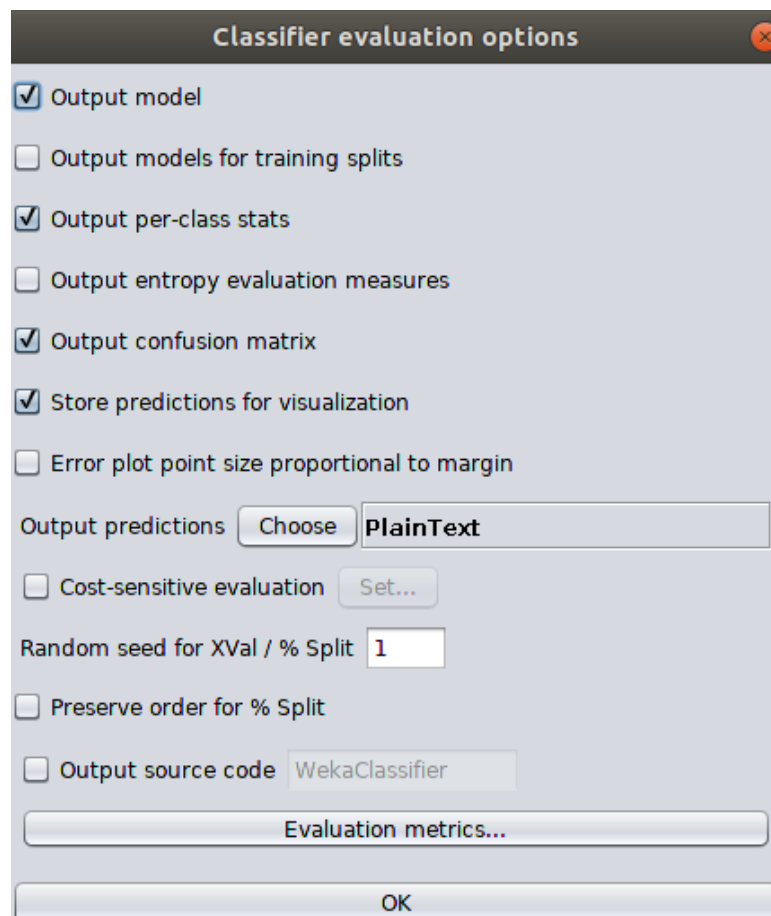 Classifier evaluation options
Output model
Output models for training splits
Output per-class stats
Output entropy evaluation measures
Output confusion matrix
Store predictions for visualization
Error plot point size proportional to margin
Output predictions Choose PlainText
Cost-sensitive evaluation Set...
Random seed for XVal / % Split 1
Preserve order for % Split
Output source code WekaClassifier
Evaluation metrics...
OK